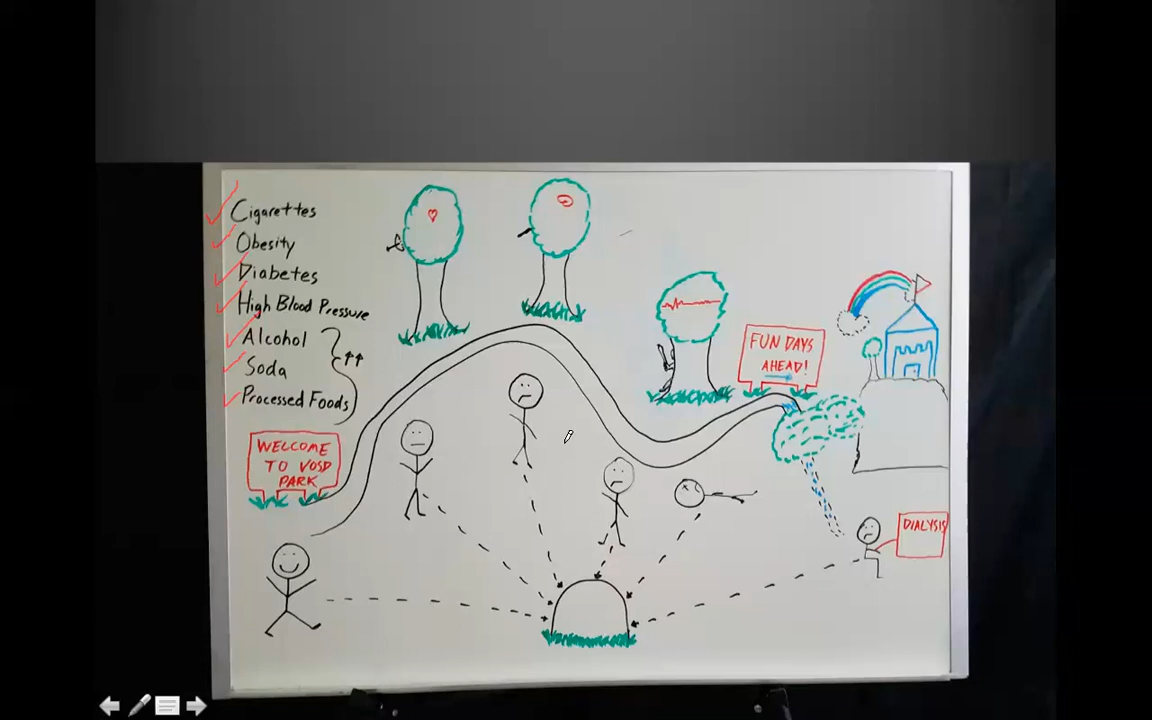 Cigarettes
Obesity
Diabetes
High Blood Pressure
Alcohol
Soda
Processed Foods
WELCOME
TO VOSD
PARK
FUN DAYS
AHEAD!
DIALYSIS